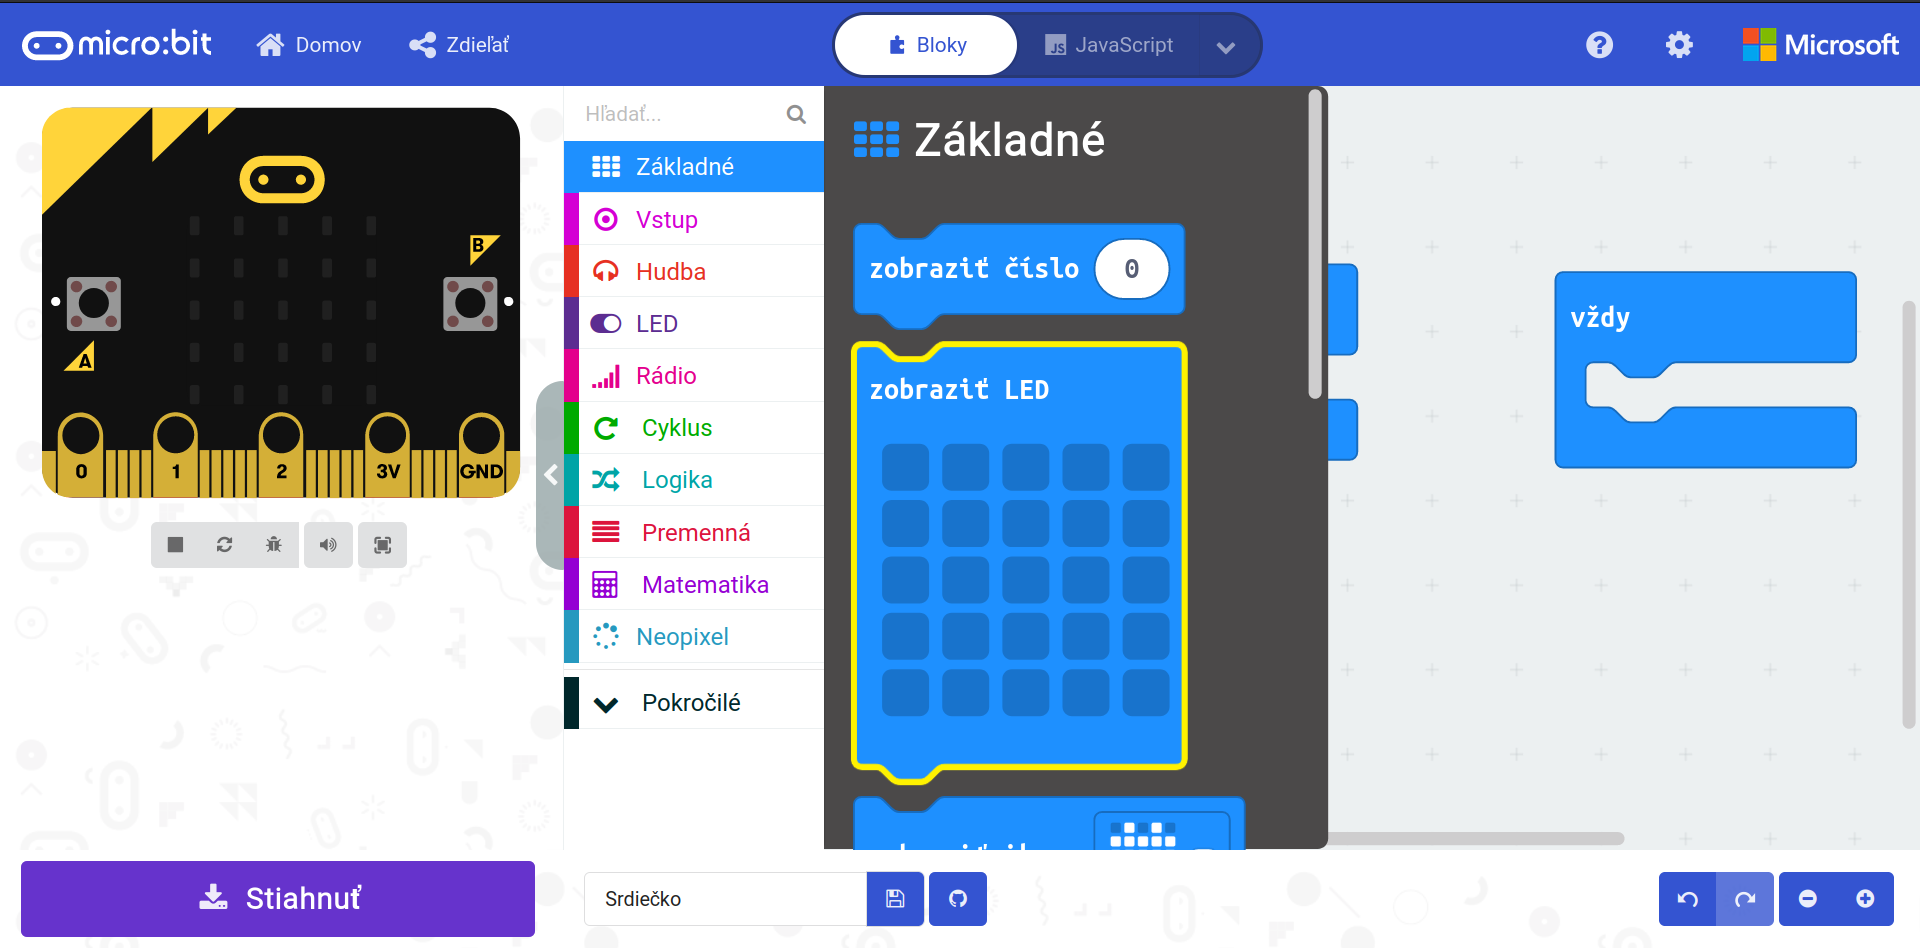 micro:bit
Domov
Zdieľať
Bloky
JavaScript
Microsoft
B
A
0
1
2
3V
GND
Hľadať...
Základné
Vstup
Hudba
LED
Rádio
Cyklus
Logika
Premenná
Matematika
Neopixel
Pokročilé
Základné
zobraziť číslo 0
zobraziť LED
vždy
Stiahnuť
Srdiečko